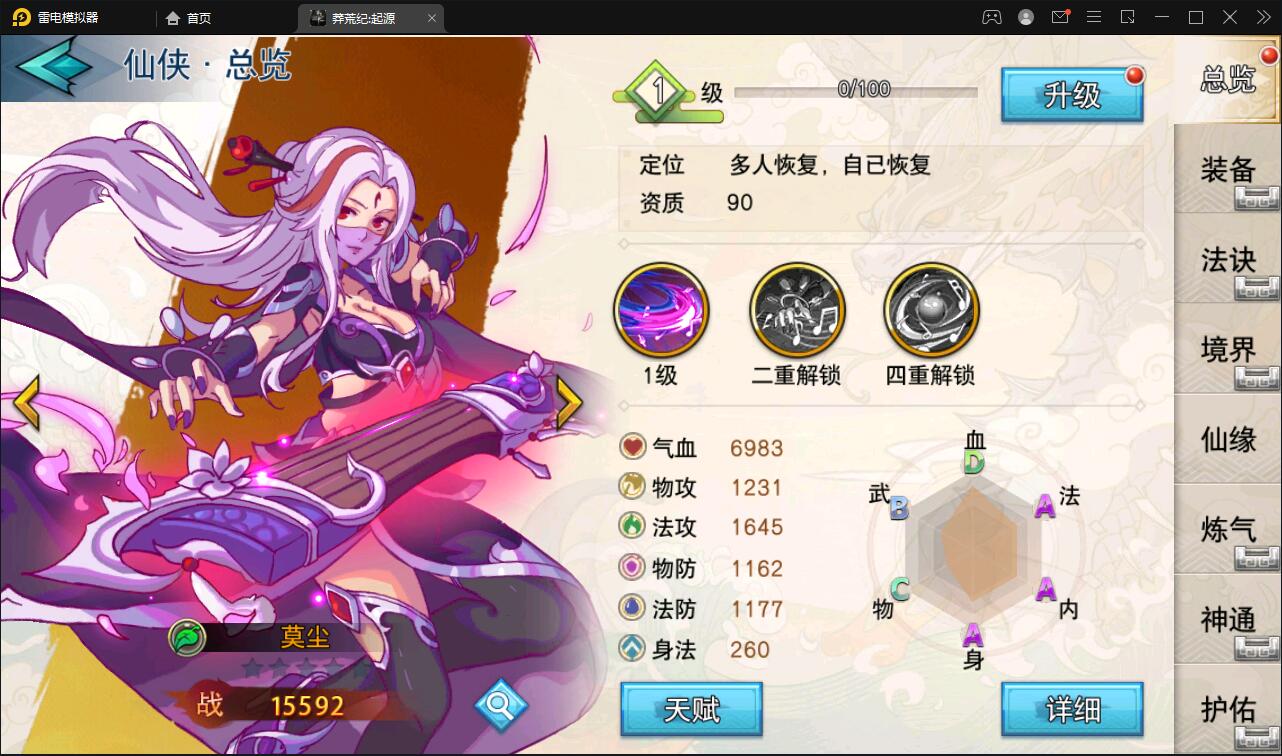 雷电模拟器
首页
莽荒纪:起源
仙侠·总览
1 级
0/100
升级
定位 多人恢复，自已恢复
资质 90
1级
二重解锁
四重解锁
气血 6983
物攻 1231
法攻 1645
物防 1162
法防 1177
身法 260
血
D
武
B
法
A
物
C
内
A
A
身
莫尘
战 15592
天赋
详细
总览
装备
法诀
境界
仙缘
炼气
神通
护佑